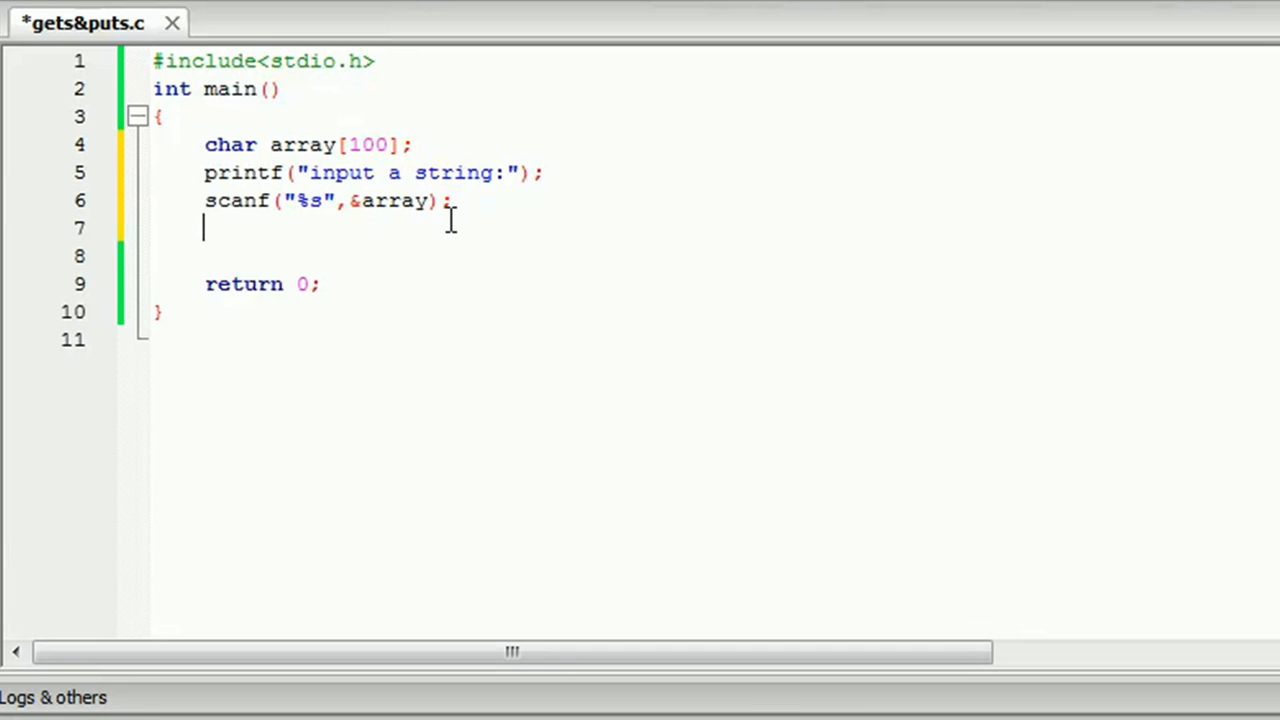 *gets&puts.c
1 #include<stdio.h>
2 int main()
3 {
4 char array[100];
5 printf("input a string:");
6 scanf("%s",&array);
7
8
9 return 0;
10 }
11
Logs & others